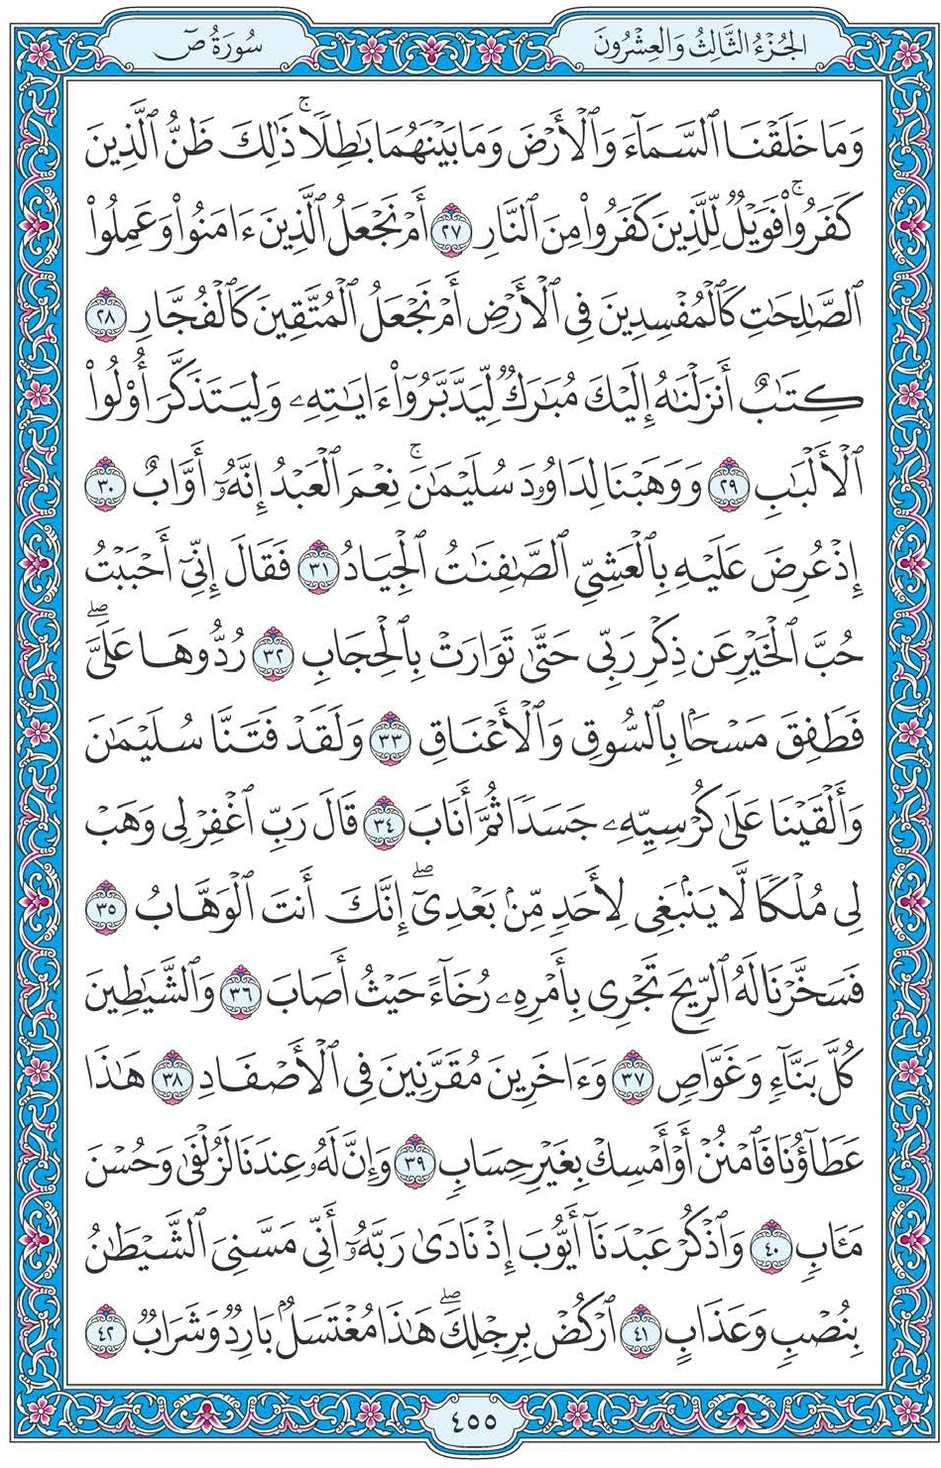 الجُزْءُ الثَّالِثُ وَالعِشْرُونَ
سُورَةُ صٓ
وَمَا خَلَقْنَا ٱلسَّمَآءَ وَٱلْأَرْضَ وَمَا بَيْنَهُمَا بَٰطِلًاۚ ذَٰلِكَ ظَنُّ ٱلَّذِينَ
كَفَرُوا۟ۚ فَوَيْلٌ لِّلَّذِينَ كَفَرُوا۟ مِنَ ٱلنَّارِ ٢٧ أَمْ نَجْعَلُ ٱلَّذِينَ ءَامَنُوا۟ وَعَمِلُوا۟
ٱلصَّٰلِحَٰتِ كَٱلْمُفْسِدِينَ فِى ٱلْأَرْضِ أَمْ نَجْعَلُ ٱلْمُتَّقِينَ كَٱلْفُجَّارِ ٢٨
كِتَٰبٌ أَنزَلْنَٰهُ إِلَيْكَ مُبَٰرَكٌ لِّيَدَّبَّرُوٓا۟ ءَايَٰتِهِۦ وَلِيَتَذَكَّرَ أُو۟لُوا۟
ٱلْأَلْبَٰبِ ٢٩ وَوَهَبْنَا لِدَاوُۥدَ سُلَيْمَٰنَۚ نِعْمَ ٱلْعَبْدُ إِنَّهُۥٓ أَوَّابٌ ٣٠
إِذْ عُرِضَ عَلَيْهِ بِٱلْعَشِىِّ ٱلصَّٰفِنَٰتُ ٱلْجِيَادُ ٣١ فَقَالَ إِنِّىٓ أَحْبَبْتُ
حُبَّ ٱلْخَيْرِ عَن ذِكْرِ رَبِّى حَتَّىٰ تَوَارَتْ بِٱلْحِجَابِ ٣٢ رُدُّوهَا عَلَىَّۖ
فَطَفِقَ مَسْحًۢا بِٱلسُّوقِ وَٱلْأَعْنَاقِ ٣٣ وَلَقَدْ فَتَنَّا سُلَيْمَٰنَ
وَأَلْقَيْنَا عَلَىٰ كُرْسِيِّهِۦ جَسَدًا ثُمَّ أَنَابَ ٣٤ قَالَ رَبِّ ٱغْفِرْ لِى وَهَبْ
لِى مُلْكًا لَّا يَنۢبَغِى لِأَحَدٍ مِّنۢ بَعْدِىٓۖ إِنَّكَ أَنتَ ٱلْوَهَّابُ ٣٥
فَسَخَّرْنَا لَهُ ٱلرِّيحَ تَجْرِى بِأَمْرِهِۦ رُخَآءً حَيْثُ أَصَابَ ٣٦ وَٱلشَّيَٰطِينَ
كُلَّ بَنَّآءٍ وَغَوَّاصٍ ٣٧ وَءَاخَرِينَ مُقَرَّنِينَ فِى ٱلْأَصْفَادِ ٣٨ هَٰذَا
عَطَآؤُنَا فَٱمْنُنْ أَوْ أَمْسِكْ بِغَيْرِ حِسَابٍ ٣٩ وَإِنَّ لَهُۥ عِندَنَا لَزُلْفَىٰ وَحُسْنَ
مَـَٔابٍ ٤٠ وَٱذْكُرْ عَبْدَنَآ أَيُّوبَ إِذْ نَادَىٰ رَبَّهُۥٓ أَنِّى مَسَّنِىَ ٱلشَّيْطَٰنُ
بِنُصْبٍ وَعَذَابٍ ٤١ ٱرْكُضْ بِرِجْلِكَۖ هَٰذَا مُغْتَسَلٌۢ بَارِدٌ وَشَرَابٌ ٤٢
٤٥٥